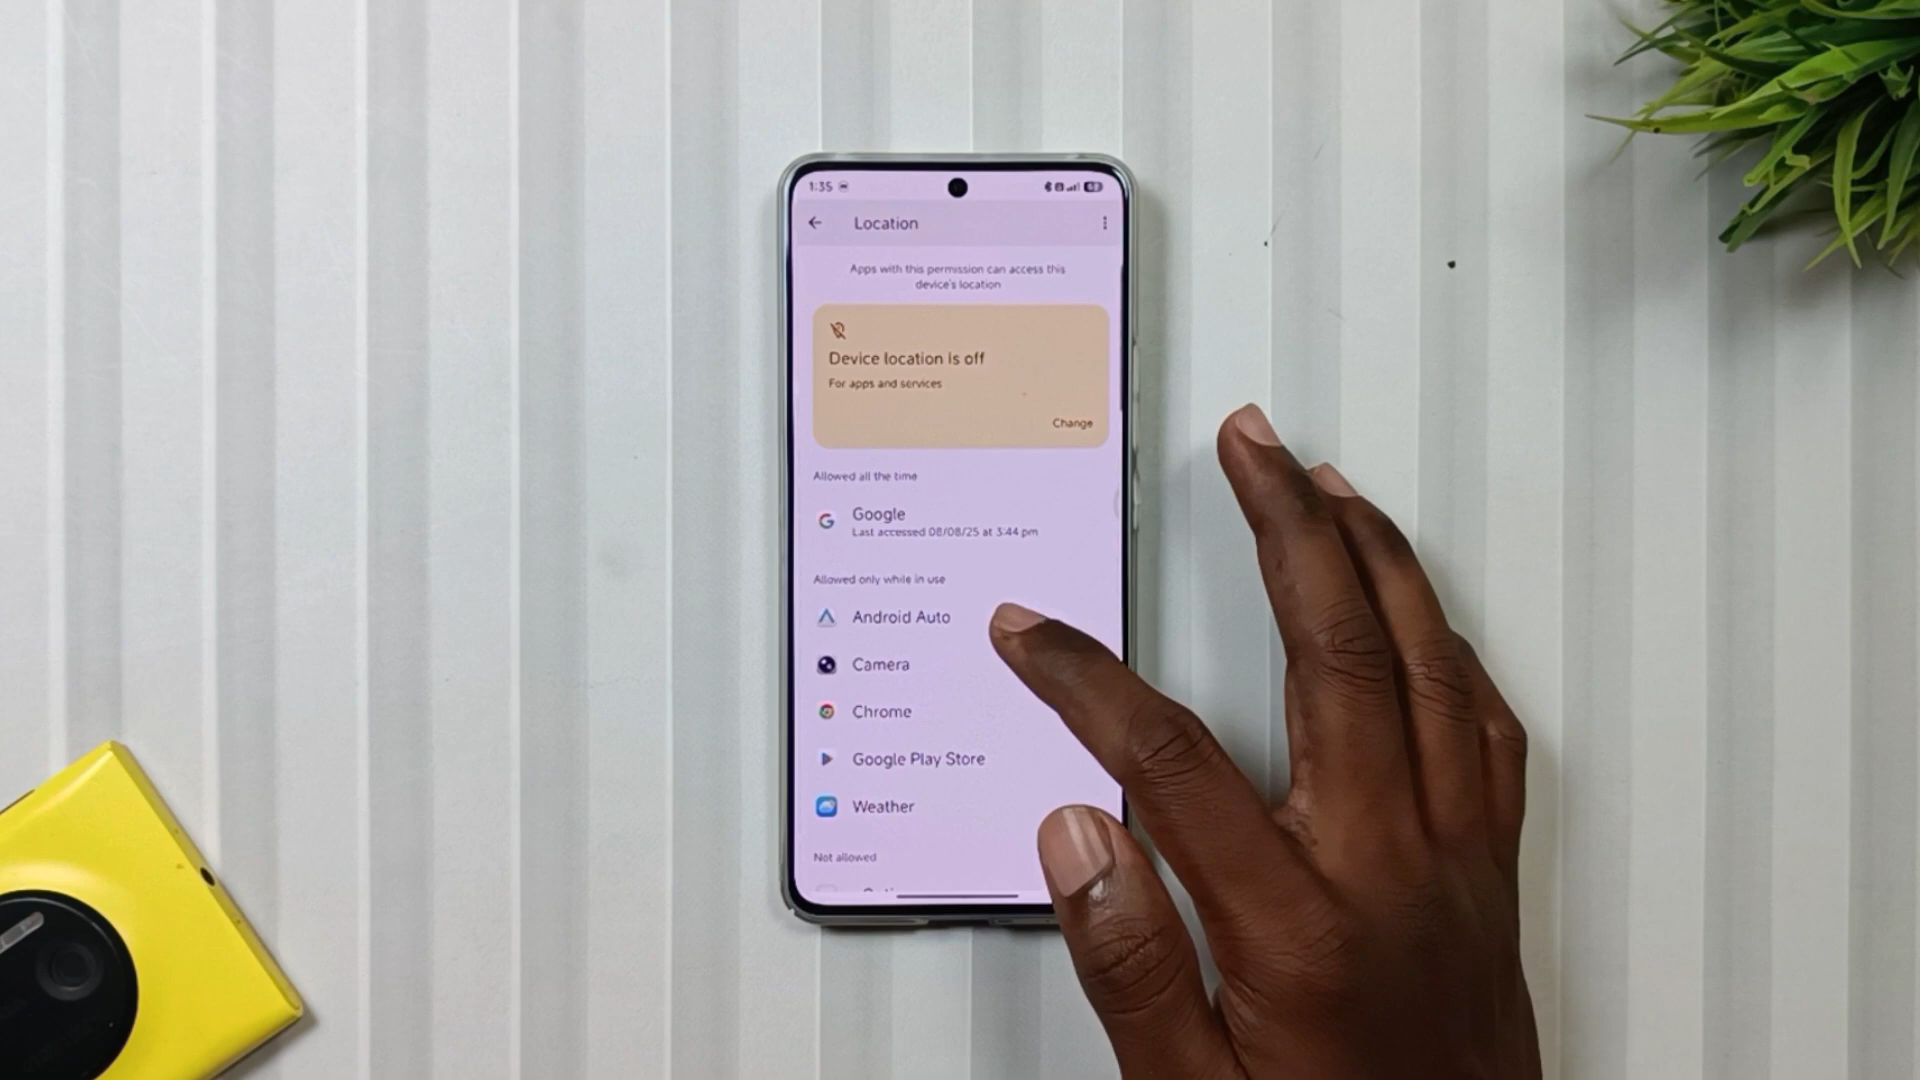 1:35
Location
Apps with this permission can access this
device's location
Device location is off
For apps and services
Change
Allowed all the time
Google
Last accessed 08/08/25 at 3:44 pm
Allowed only while in use
Android Auto
Camera
Chrome
Google Play Store
Weather
Not allowed